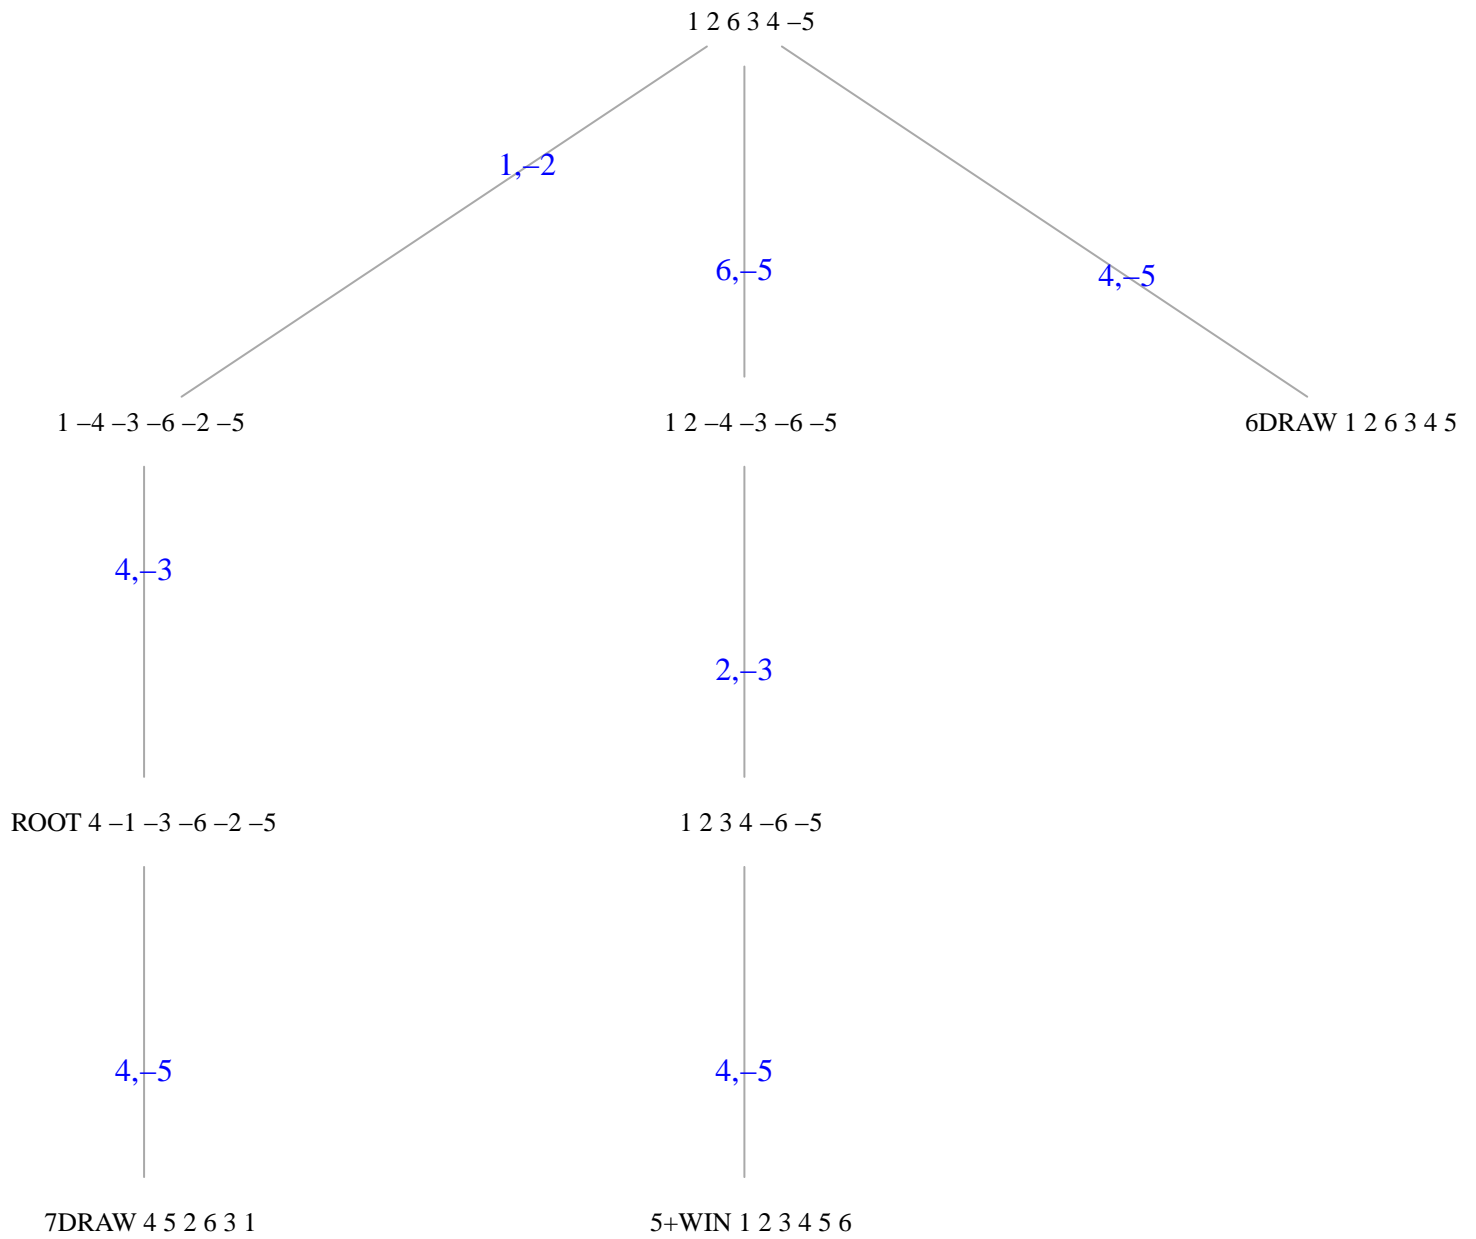 1 2 6 3 4 –5
1,–2
6,–5
4,–5
1 –4 –3 –6 –2 –5
1 2 –4 –3 –6 –5
6DRAW 1 2 6 3 4 5
4,–3
2,–3
ROOT 4 –1 –3 –6 –2 –5
1 2 3 4 –6 –5
4,–5
4,–5
7DRAW 4 5 2 6 3 1
5+WIN 1 2 3 4 5 6